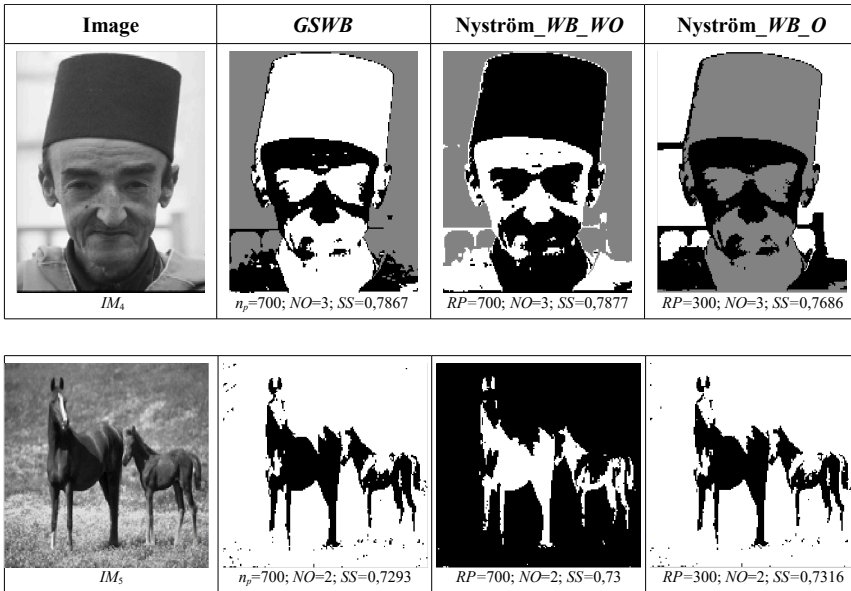 Image GSWB Nyström_WB_WO Nyström_WB_O
IM₄ nₚ=700; NO=3; SS=0,7867 RP=700; NO=3; SS=0,7877 RP=300; NO=3; SS=0,7686
IM₅ nₚ=700; NO=2; SS=0,7293 RP=700; NO=2; SS=0,73 RP=300; NO=2; SS=0,7316